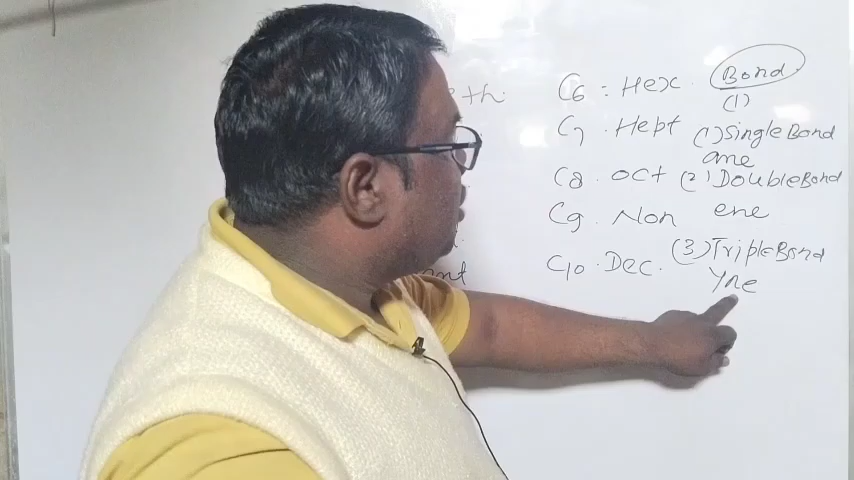 eth.
C6 = Hex.
C7 . Hept
C8 . oct
C9 . Non
C10 . Dec.
Bond.
(1)
(1) Single Bond
ane
(2) Double Bond
ene
(3) Triple Bond
Yne